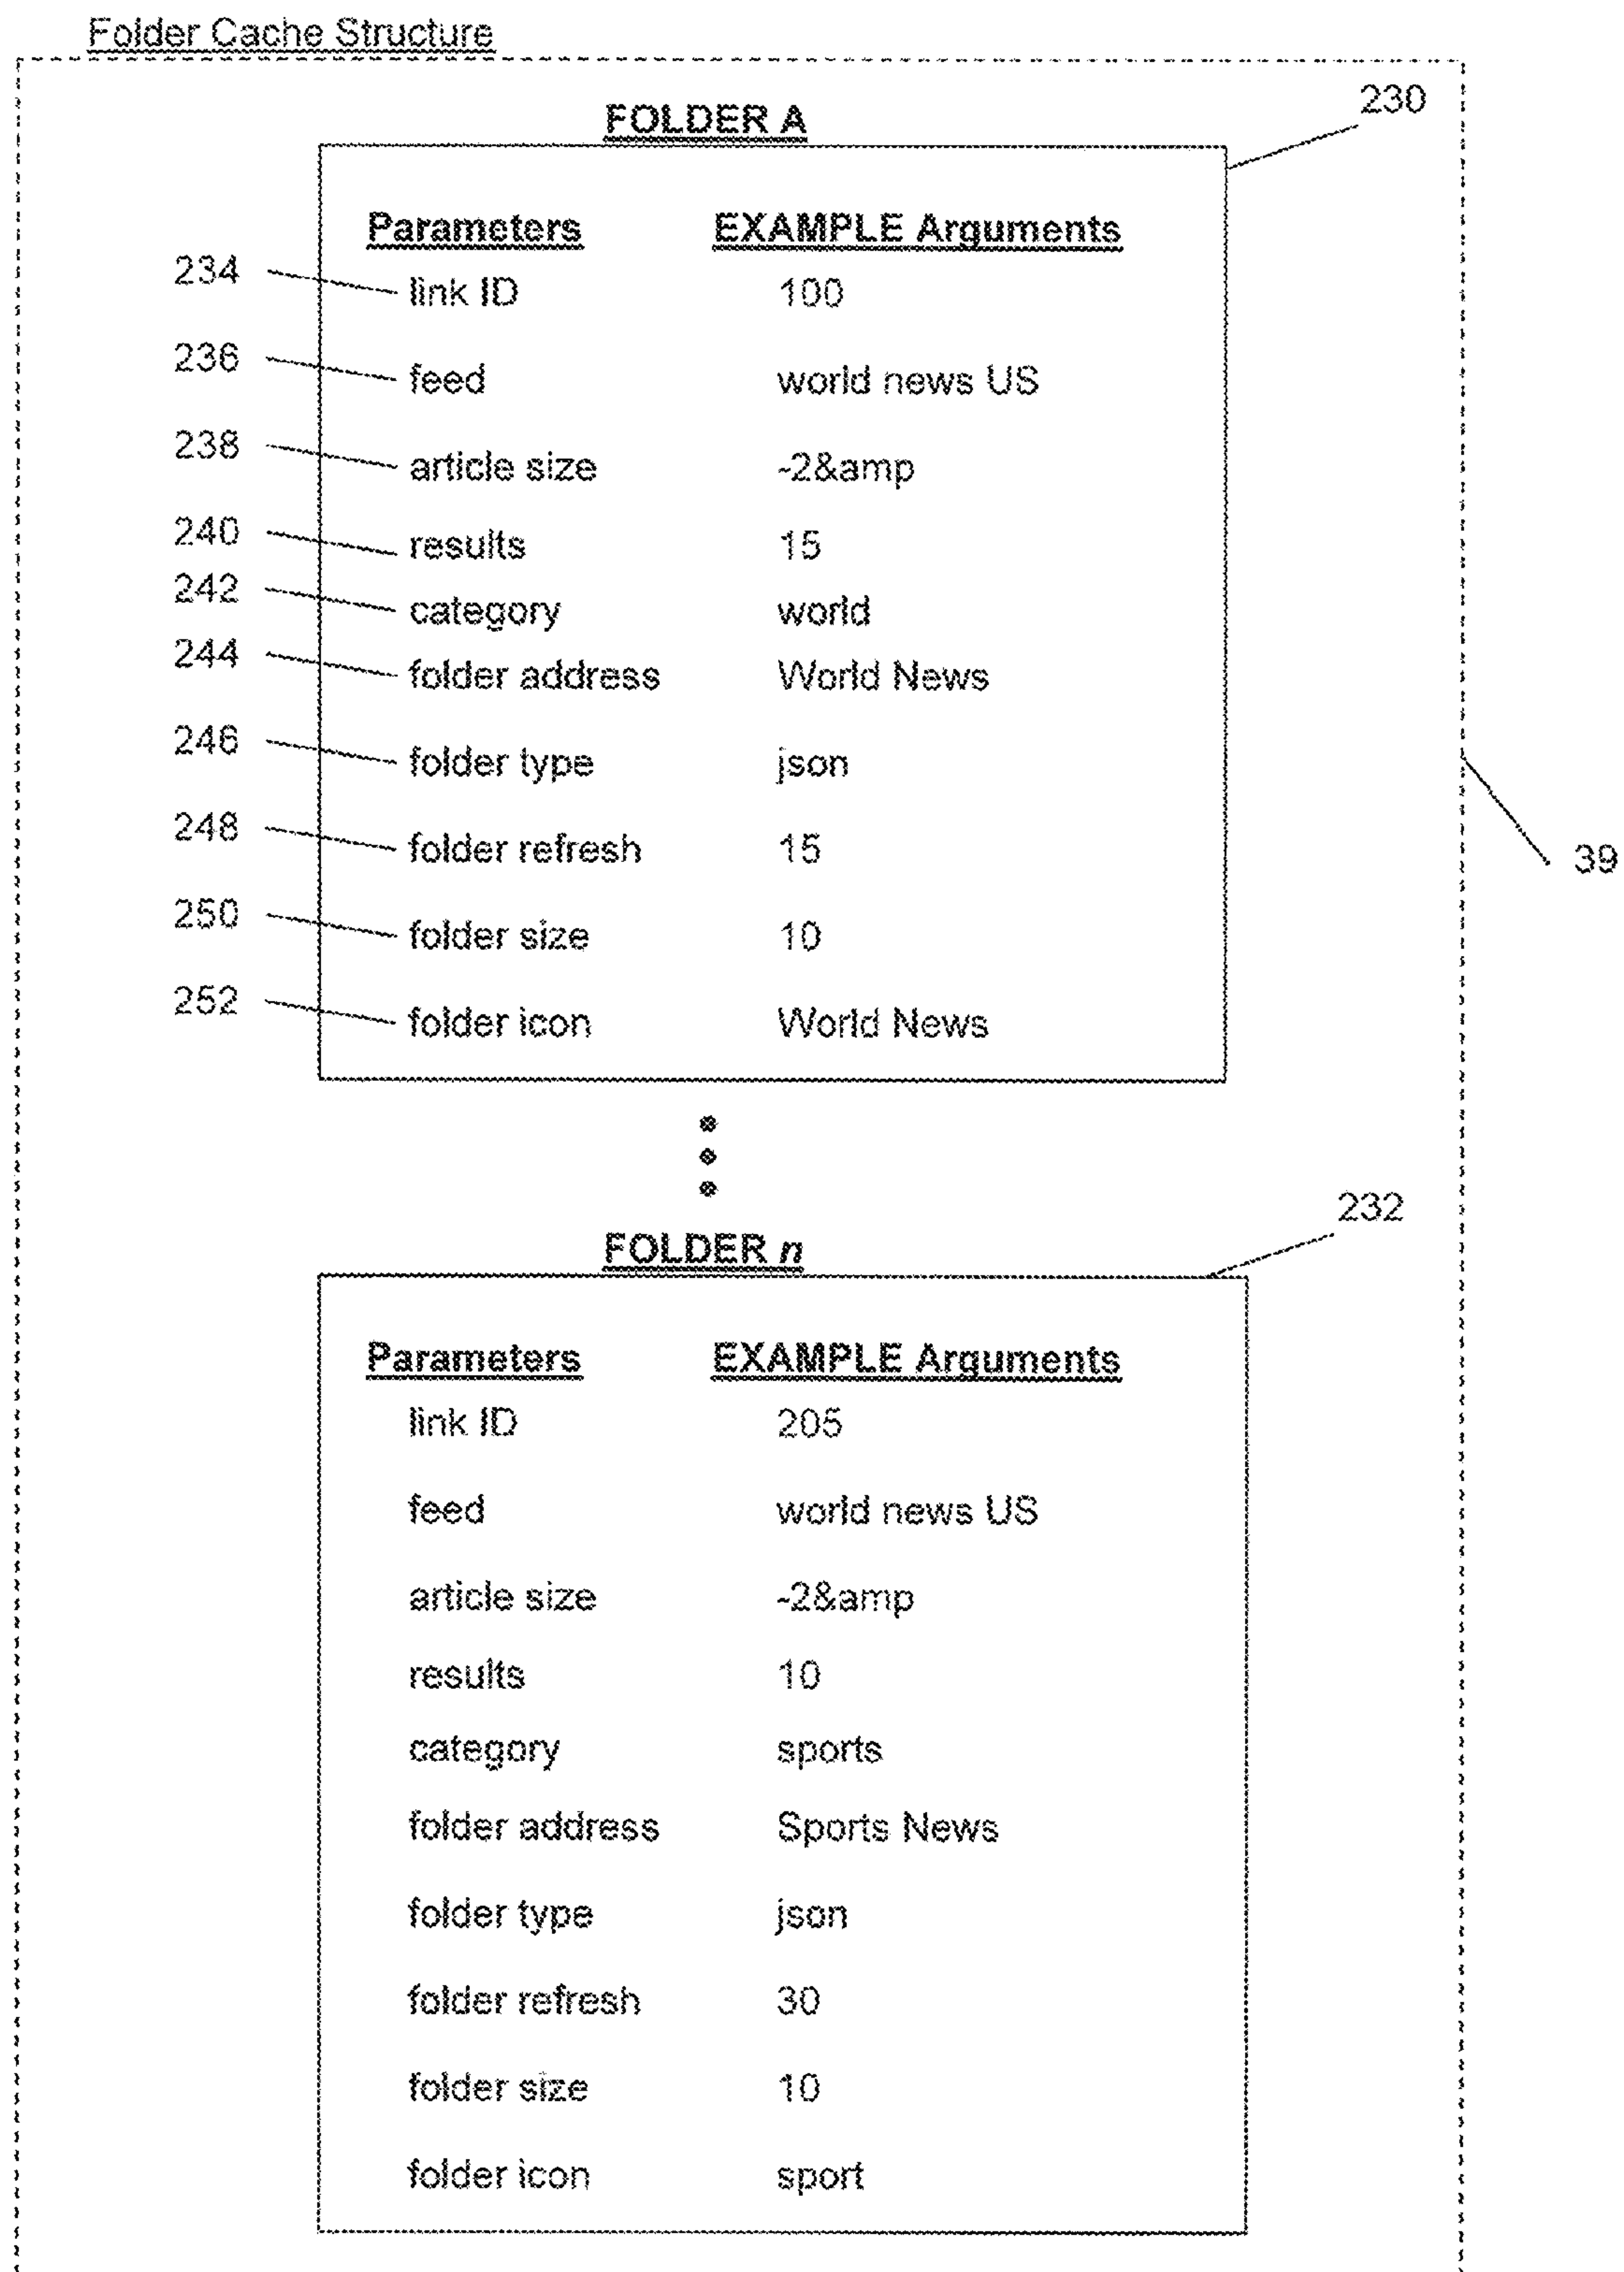 Folder Cache Structure
FOLDER A
230
Parameters EXAMPLE Arguments
234 link ID 100
236 feed world news US
238 article size -2&amp
240 results 15
242 category world
244 folder address World News
246 folder type json
248 folder refresh 15
39
250 folder size 10
252 folder icon World News
232
FOLDER n
Parameters EXAMPLE Arguments
link ID 205
feed world news US
article size -2&amp
results 10
category sports
folder address Sports News
folder type json
folder refresh 30
folder size 10
folder icon sport